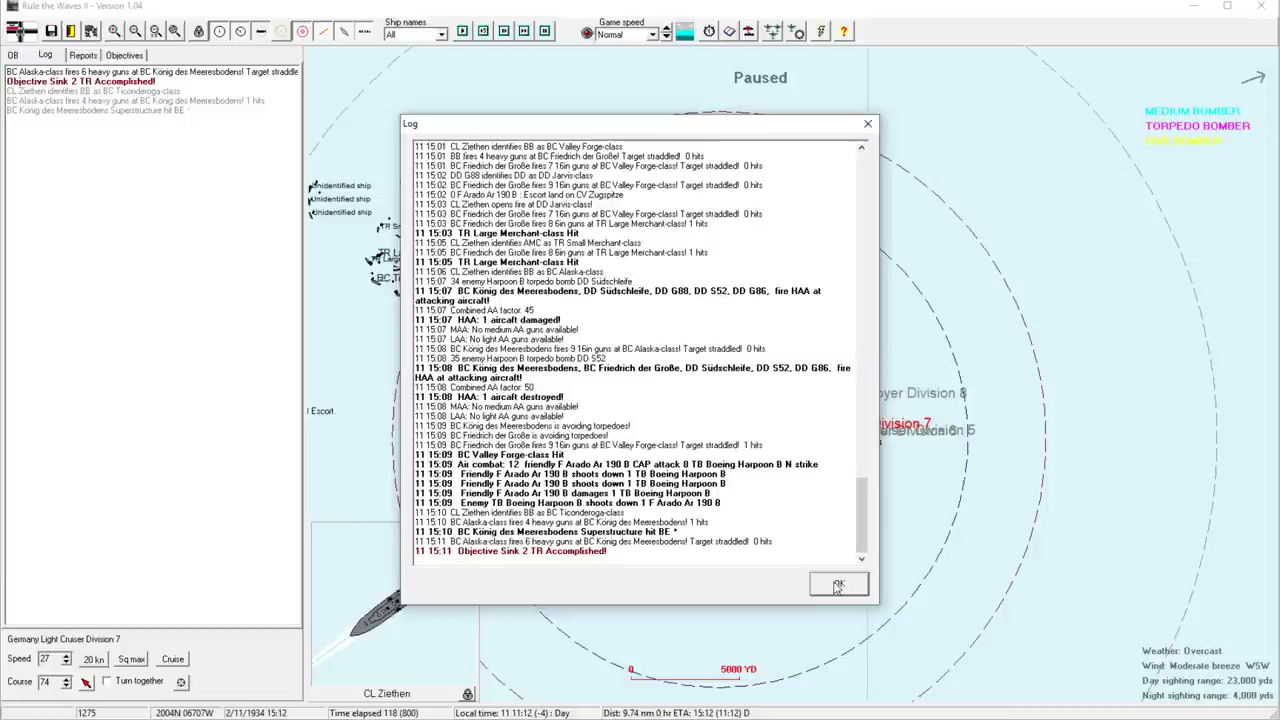 Rule the Waves II - Version 1.04
Ship names
All
Game speed
Normal
OB
Log
Reports
Objectives
BC Alaska-class fires 6 heavy guns at BC König des Meeresbodens! Target straddle
Objective Sink 2 TR Accomplished!
CL Ziethen identifies BB as BC Ticonderoga-class
BC Alaska-class fires 4 heavy guns at BC König des Meeresbodens! 1 hits
BC König des Meeresbodens Superstructure hit BE *
Paused
MEDIUM BOMBER
TORPEDO BOMBER
Unidentified ship
Unidentified ship
Unidentified ship
Escort.
Log
11 15:01 CL Ziethen identifies BB as BC Valley Forge-class
11 15:01 BB fires 4 heavy guns at BC Friedrich der Große! Target straddled! 0 hits
11 15:01 BC Friedrich der Große fires 7 16in guns at BC Valley Forge-class! Target straddled! 0 hits
11 15:02 DD G88 identifies DD as DD Jarvis-class
11 15:02 BC Friedrich der Große fires 9 16in guns at BC Valley Forge-class! Target straddled! 0 hits
11 15:02 0 F Arado Ar 190 B : Escort land on CV Zugspitze
11 15:03 CL Ziethen opens fire at DD Jarvis-class!
11 15:03 BC Friedrich der Große fires 7 16in guns at BC Valley Forge-class! Target straddled! 0 hits
11 15:03 BC Friedrich der Große fires 8 6in guns at TR Large Merchant-class! 1 hits
11 15:03 TR Large Merchant-class Hit
11 15:05 CL Ziethen identifies AMC as TR Small Merchant-class
11 15:05 BC Friedrich der Große fires 8 6in guns at TR Large Merchant-class! 1 hits
11 15:05 TR Large Merchant-class Hit
11 15:06 CL Ziethen identifies BB as BC Alaska-class
11 15:07 34 enemy Harpoon B torpedo bomb DD Südschleife
11 15:07 BC König des Meeresbodens, DD Südschleife, DD G88, DD S52, DD G86, fire HAA at
attacking aircraft!
11 15:07 Combined AA factor: 45
11 15:07 HAA: 1 aircaft damaged!
11 15:07 MAA: No medium AA guns available!
11 15:07 LAA: No light AA guns available!
11 15:08 BC König des Meeresbodens fires 9 16in guns at BC Alaska-class! Target straddled! 0 hits
11 15:08 35 enemy Harpoon B torpedo bomb DD S52
11 15:08 BC König des Meeresbodens, BC Friedrich der Große, DD Südschleife, DD S52, DD G86, fire
HAA at attacking aircraft!
11 15:08 Combined AA factor: 50
11 15:08 HAA: 1 aircaft destroyed!
11 15:08 MAA: No medium AA guns available!
11 15:08 LAA: No light AA guns available!
11 15:09 BC König des Meeresbodens is avoiding torpedoes!
11 15:09 BC Friedrich der Große is avoiding torpedoes!
11 15:09 BC Friedrich der Große fires 9 16in guns at BC Valley Forge-class! Target straddled! 1 hits
11 15:09 BC Valley Forge-class Hit
11 15:09 Air combat: 12 friendly F Arado Ar 190 B CAP attack 8 TB Boeing Harpoon B N strike
11 15:09 Friendly F Arado Ar 190 B shoots down 1 TB Boeing Harpoon B
11 15:09 Friendly F Arado Ar 190 B shoots down 1 TB Boeing Harpoon B
11 15:09 Friendly F Arado Ar 190 B damages 1 TB Boeing Harpoon B
11 15:09 Enemy TB Boeing Harpoon B shoots down 1 F Arado Ar 190 B
11 15:10 CL Ziethen identifies BB as BC Ticonderoga-class
11 15:10 BC Alaska-class fires 4 heavy guns at BC König des Meeresbodens! 1 hits
11 15:10 BC König des Meeresbodens Superstructure hit BE *
11 15:11 BC Alaska-class fires 6 heavy guns at BC König des Meeresbodens! Target straddled! 0 hits
11 15:11 Objective Sink 2 TR Accomplished!
OK
oyer Division 8
ivision 7
5000 YD
0
Germany Light Cruiser Division 7
Speed 27 20 kn Sq max Cruise
Course 74 Turn together
CL Ziethen
Weather: Overcast
Wind: Moderate breeze WSW
Day sighting range: 23,000 yds
Night sighting range: 4,000 yds
1275 2004N 06707W 2/11/1934 15:12 Time elapsed 118 (800) Local time: 11 11:12 (-4) : Day Dist: 9.74 nm 0 hr ETA: 15:12 (11:12) D